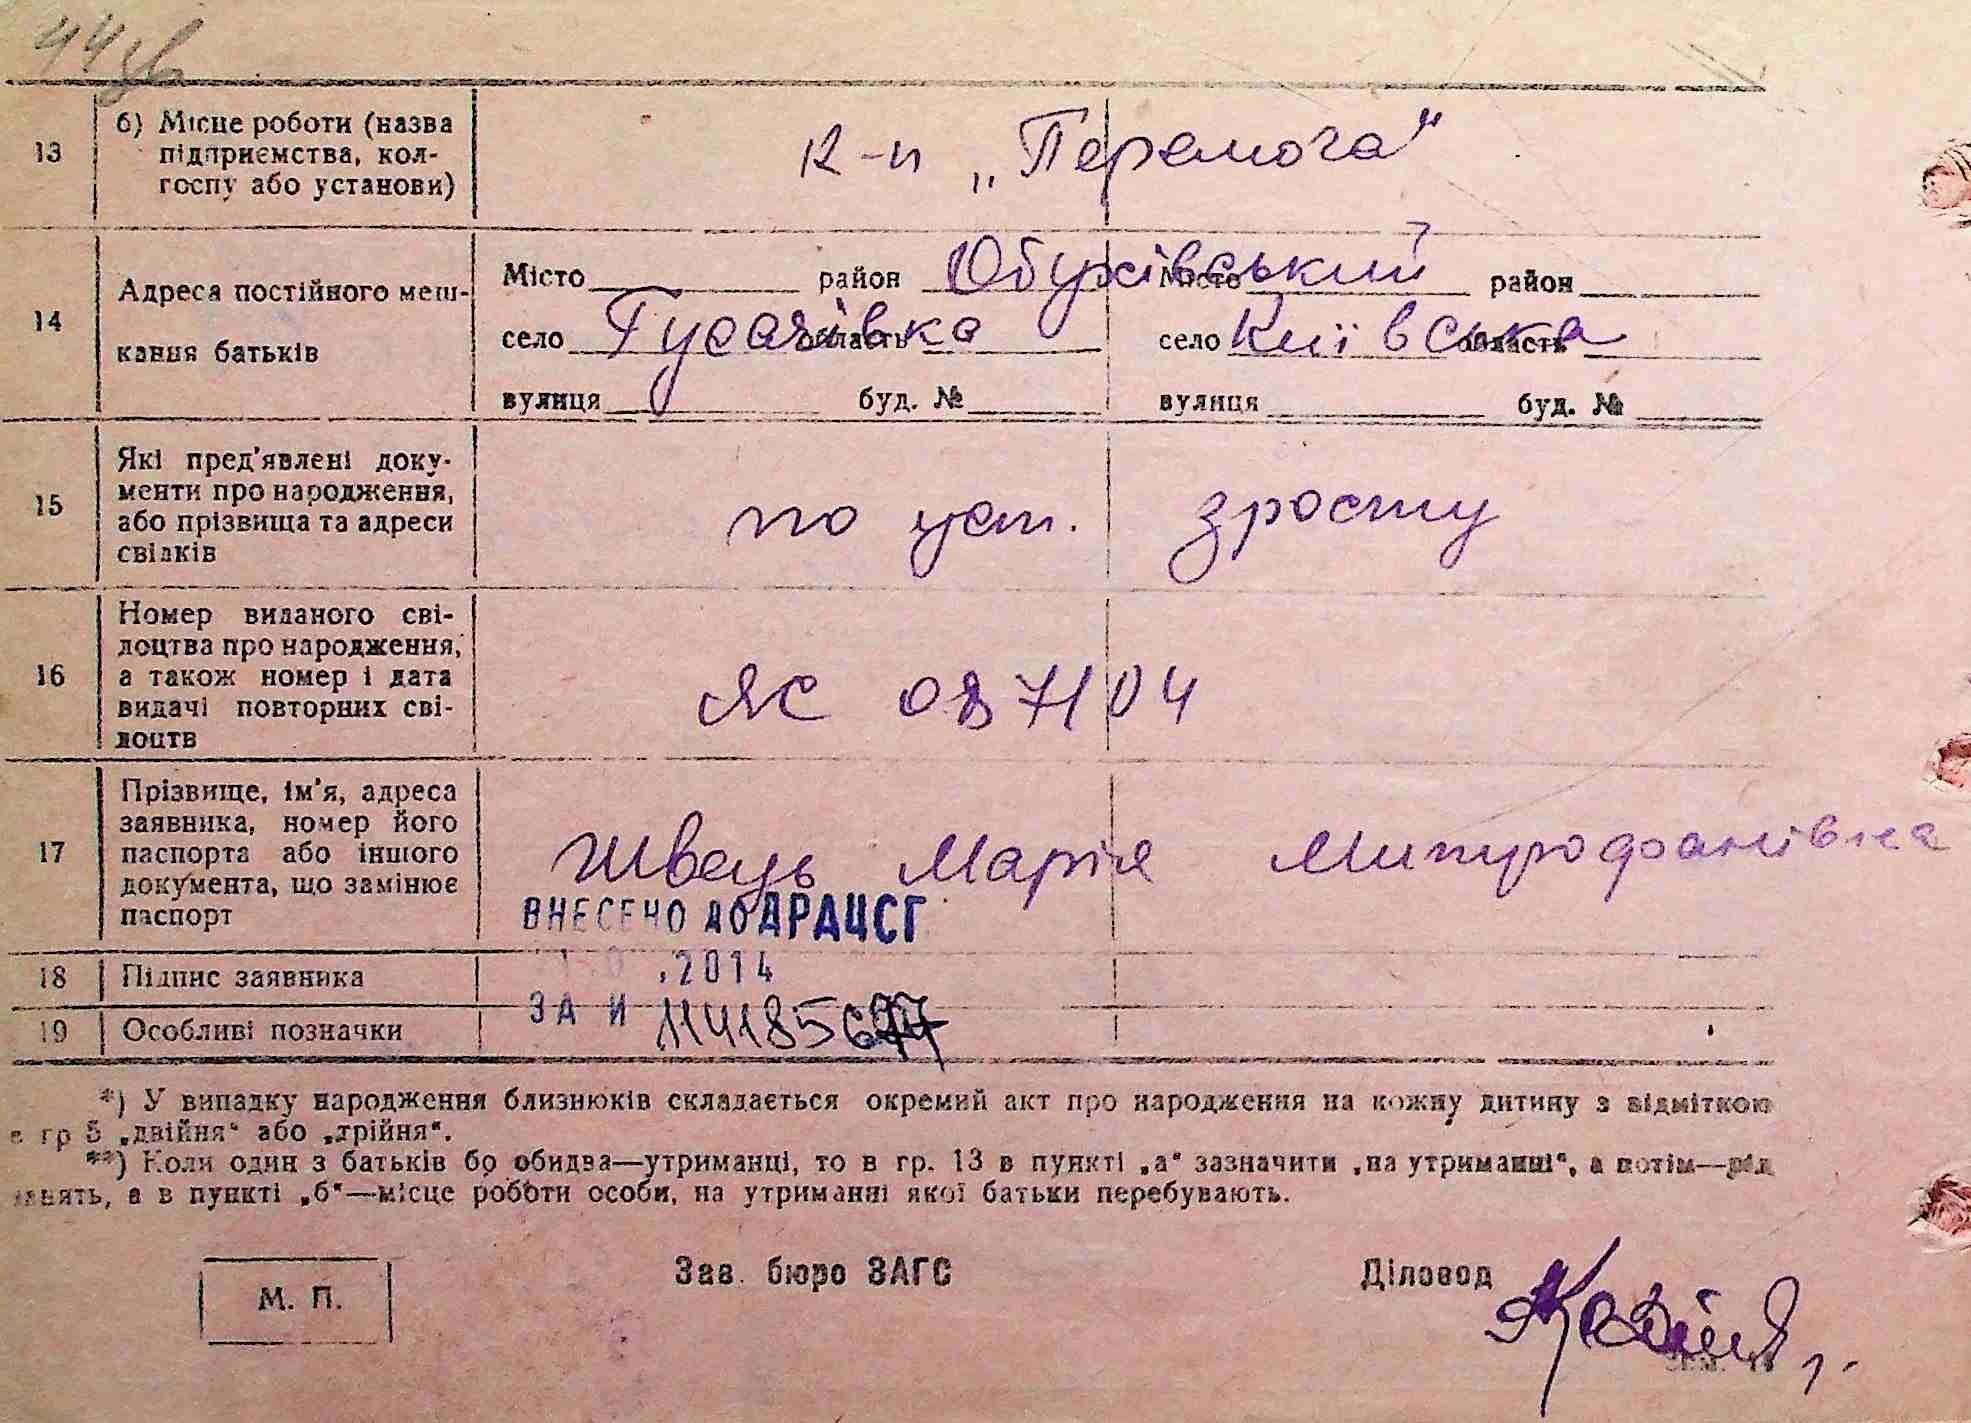 13 б) Місце роботи (назва
підприємства, кол-
госпу або установи)
к-п „Перемога"
14 Адреса постійного меш-
кання батьків
Місто район Обухівський Місто район
село Гусачівка область село Київська область
вулиця буд. № вулиця буд. №
15 Які пред'явлені доку-
менти про народження,
або прізвища та адреси
свідків
по уст. зросту
16 Номер виданого сві-
доцтва про народження,
а також номер і дата
видачі повторних сві-
доцтв
ЯС 087104
17 Прізвище, ім'я, адреса
заявника, номер його
паспорта або іншого
документа, що замінює
паспорт
Швець Марія Митрофанівна
ВНЕСЕНО ДО ДРАЦСГ
18 Підпис заявника
.2014
19 Особливі позначки
ЗА И
*) У випадку народження близнюків складається окремий акт про народження на кожну дитину з відміткою
в гр 5 „двійня“ або „трійня“.
**) Коли один з батьків бо обидва—утриманці, то в гр. 13 в пункті „а“ зазначити „на утриманні“, а потім—рід
занять, а в пункті „б“—місце роботи особи, на утриманні якої батьки перебувають.
М. П.
Зав. бюро ЗАГС
Діловод